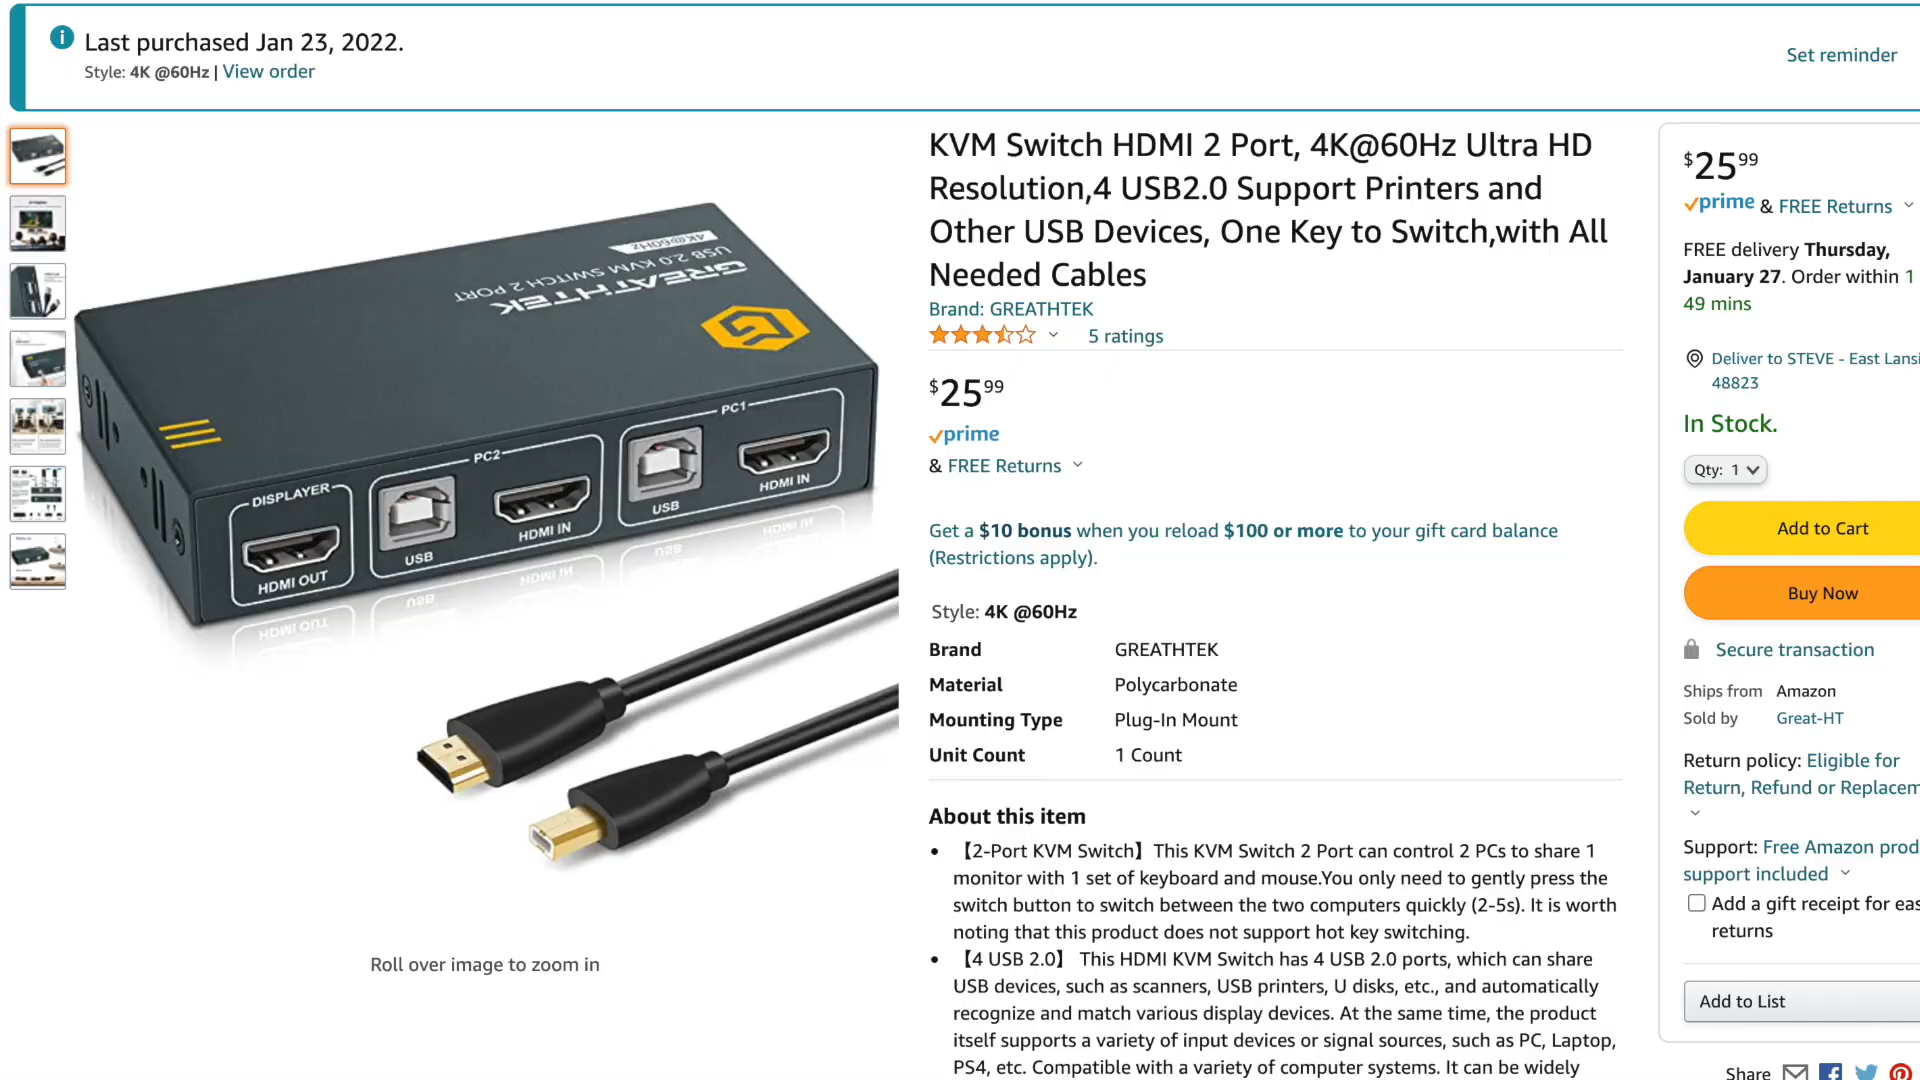 Last purchased Jan 23, 2022.
Style: 4K @60Hz | View order
Set reminder
4K@60Hz
USB 2.0 KVM SWITCH 2 PORT
GREATHTEK
DISPLAYER
HDMI OUT
PC2
USB
HDMI IN
PC1
USB
HDMI IN
Roll over image to zoom in
KVM Switch HDMI 2 Port, 4K@60Hz Ultra HD
Resolution,4 USB2.0 Support Printers and
Other USB Devices, One Key to Switch,with All
Needed Cables
Brand: GREATHTEK
5 ratings
$25 99
prime
& FREE Returns
Get a $10 bonus when you reload $100 or more to your gift card balance
(Restrictions apply).
Style: 4K @60Hz
Brand GREATHTEK
Material Polycarbonate
Mounting Type Plug-In Mount
Unit Count 1 Count
About this item
• 【2-Port KVM Switch】This KVM Switch 2 Port can control 2 PCs to share 1
monitor with 1 set of keyboard and mouse.You only need to gently press the
switch button to switch between the two computers quickly (2-5s). It is worth
noting that this product does not support hot key switching.
• 【4 USB 2.0】 This HDMI KVM Switch has 4 USB 2.0 ports, which can share
USB devices, such as scanners, USB printers, U disks, etc., and automatically
recognize and match various display devices. At the same time, the product
itself supports a variety of input devices or signal sources, such as PC, Laptop,
PS4, etc. Compatible with a variety of computer systems. It can be widely
$25 99
prime & FREE Returns
FREE delivery Thursday,
January 27. Order within 1
49 mins
Deliver to STEVE - East Lansi
48823
In Stock.
Qty: 1
Add to Cart
Buy Now
Secure transaction
Ships from Amazon
Sold by Great-HT
Return policy: Eligible for
Return, Refund or Replacem
Support: Free Amazon prod
support included
Add a gift receipt for eas
returns
Add to List
Share